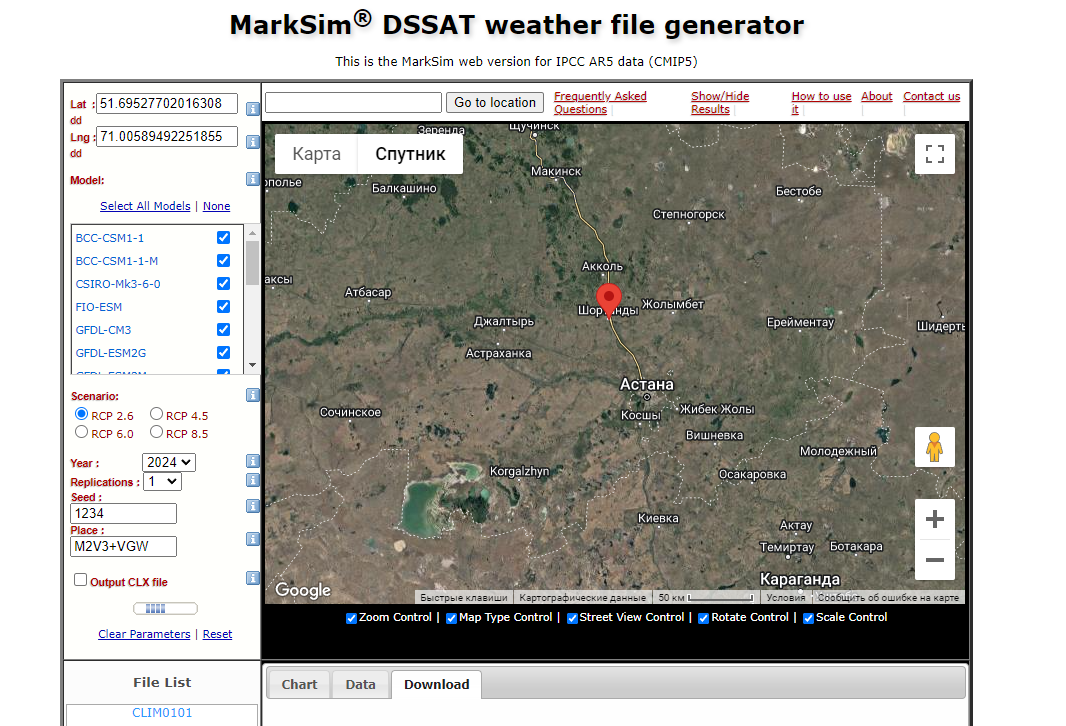 MarkSim® DSSAT weather file generator
This is the MarkSim web version for IPCC AR5 data (CMIP5)
Lat : 51.69527702016308
dd
Lng : 71.00589492251855
dd
Model:
Select All Models | None
BCC-CSM1-1
BCC-CSM1-1-M
CSIRO-Mk3-6-0
FIO-ESM
GFDL-CM3
GFDL-ESM2G
GFDL-ESM2M
Scenario:
RCP 2.6 RCP 4.5
RCP 6.0 RCP 8.5
Year : 2024
Replications : 1
Seed :
1234
Place :
M2V3+VGW
Output CLX file
Clear Parameters | Reset
File List
CLIM0101
Go to location
Frequently Asked
Questions
Show/Hide
Results
How to use
it
About
Contact us
Карта Спутник
Зеренда
Щучинск
Макинск
Балкашино
Бестобе
Степногорск
Акколь
Атбасар
Жолымбет
Джалтырь
Ерейментау
Астраханка
Астана
Сочинское
Косшы
Жибек Жолы
Вишневка
Молодежный
Korgalzhyn
Осакаровка
Киевка
Актау
Темиртау
Ботакара
Караганда
Google
Быстрые клавиши
Картографические данные
50 км
Условия
Сообщить об ошибке на карте
Zoom Control | Map Type Control | Street View Control | Rotate Control | Scale Control
Chart Data Download